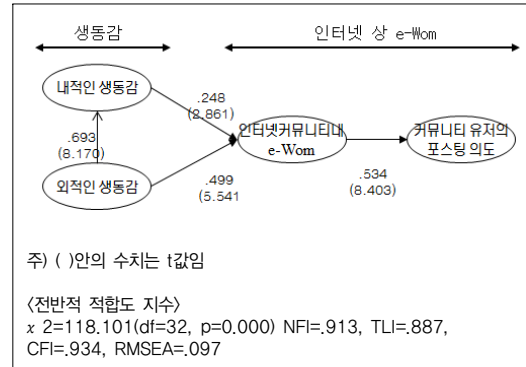 생동감
인터넷 상 e-Wom
내적인 생동감
.248
(2.861)
.693
(8.170)
인터넷커뮤니티내
e-Wom
커뮤니티 유저의
포스팅 의도
.534
(8.403)
.499
(5.541
외적인 생동감
주) ( )안의 수치는 t값임
〈전반적 적합도 지수〉
x 2=118.101(df=32, p=0.000) NFI=.913, TLI=.887,
CFI=.934, RMSEA=.097